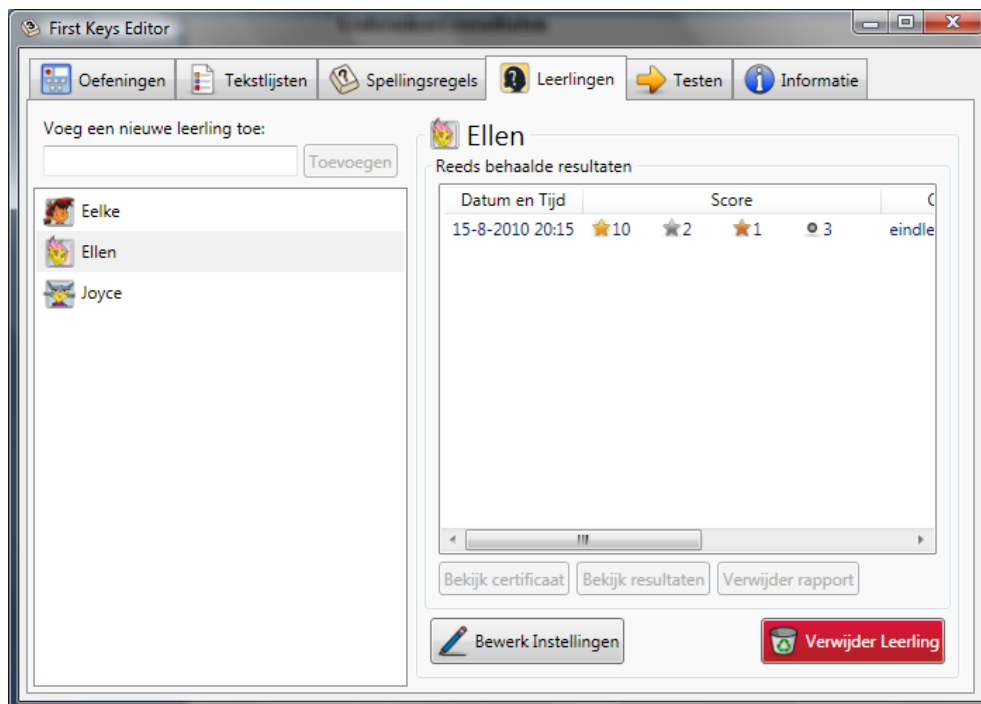 First Keys Editor
Oefeningen Tekstlijsten Spellingsregels Leerlingen Testen Informatie
Voeg een nieuwe leerling toe:
Toevoegen
Eelke
Ellen
Joyce
Ellen
Reeds behaalde resultaten
Datum en Tijd Score
15-8-2010 20:15 10 2 1 3 eindle
Bekijk certificaat Bekijk resultaten Verwijder rapport
Bewerk Instellingen Verwijder Leerling